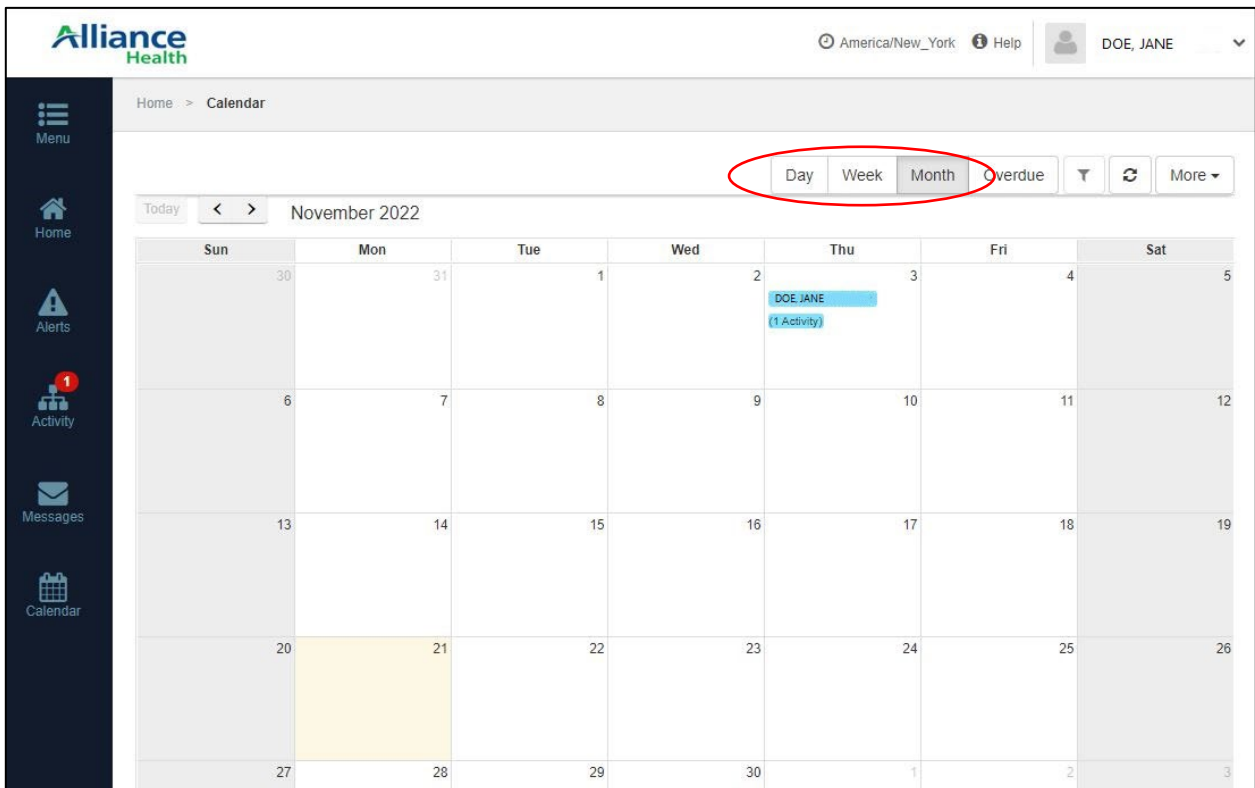 Alliance
Health
America/New_York Help DOE, JANE
Menu
Home > Calendar
Day Week Month Overdue More
Today < > November 2022
Home
Sun Mon Tue Wed Thu Fri Sat
30 31 1 2 3 4 5
DOE, JANE
(1 Activity)
Alerts
1
Activity
6 7 8 9 10 11 12
Messages
13 14 15 16 17 18 19
Calendar
20 21 22 23 24 25 26
27 28 29 30 1 2 3